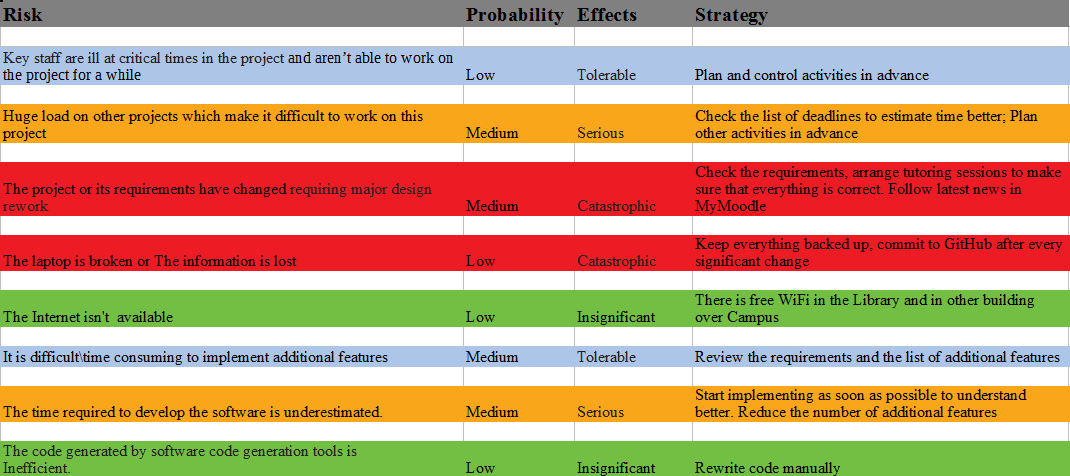 Risk Probability Effects Strategy
Key staff are ill at critical times in the project and aren't able to work on
the project for a while Low Tolerable Plan and control activities in advance
Huge load on other projects which make it difficult to work on this Check the list of deadlines to estimate time better; Plan
project Medium Serious other activities in advance
Check the requirements, arrange tutoring sessions to make
The project or its requirements have changed requiring major design sure that everything is correct. Follow latest news in
rework Medium Catastrophic MyMoodle
Keep everything backed up, commit to GitHub after every
The laptop is broken or The information is lost Low Catastrophic significant change
There is free WiFi in the Library and in other building
The Internet isn't  available Low Insignificant over Campus
It is difficult\time consuming to implement additional features Medium Tolerable Review the requirements and the list of additional features
Start implementing as soon as possible to understand
The time required to develop the software is underestimated. Medium Serious better. Reduce the number of additional features
The code generated by software code generation tools is
Inefficient. Low Insignificant Rewrite code manually